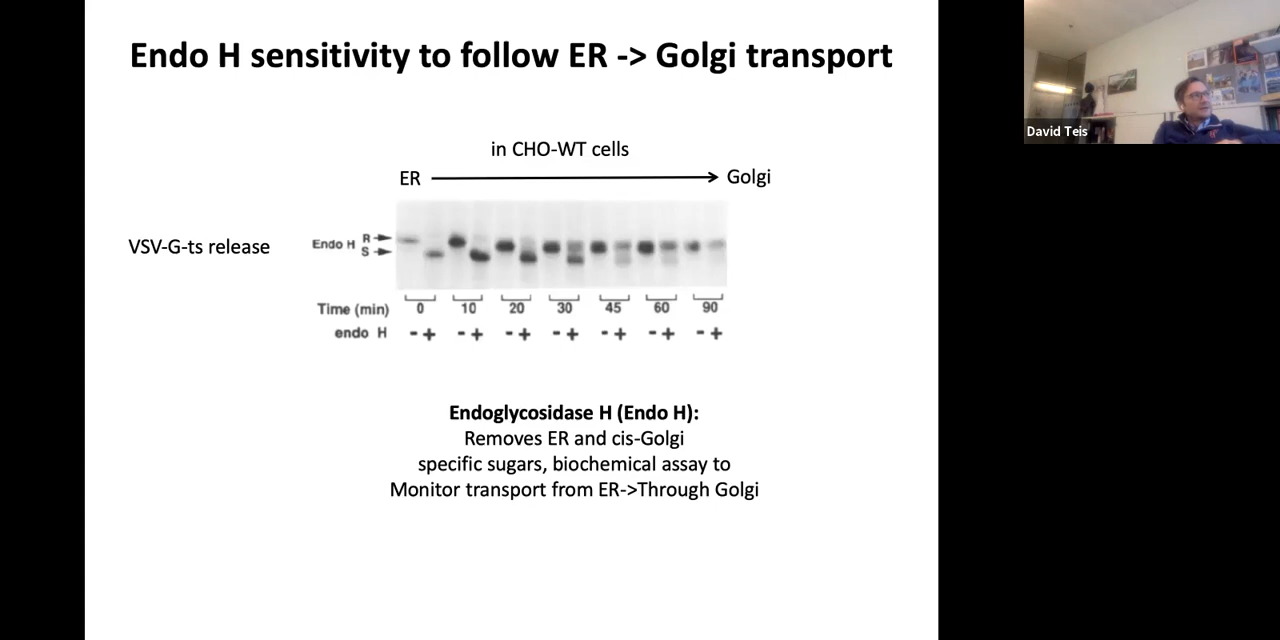 Endo H sensitivity to follow ER -> Golgi transport
David Teis
in CHO-WT cells
ER Golgi
VSV-G-ts release
Endo H R
S
Time (min) 0 10 20 30 45 60 90
endo H - + - + - + - + - + - + - +
Endoglycosidase H (Endo H):
Removes ER and cis-Golgi
specific sugars, biochemical assay to
Monitor transport from ER->Through Golgi